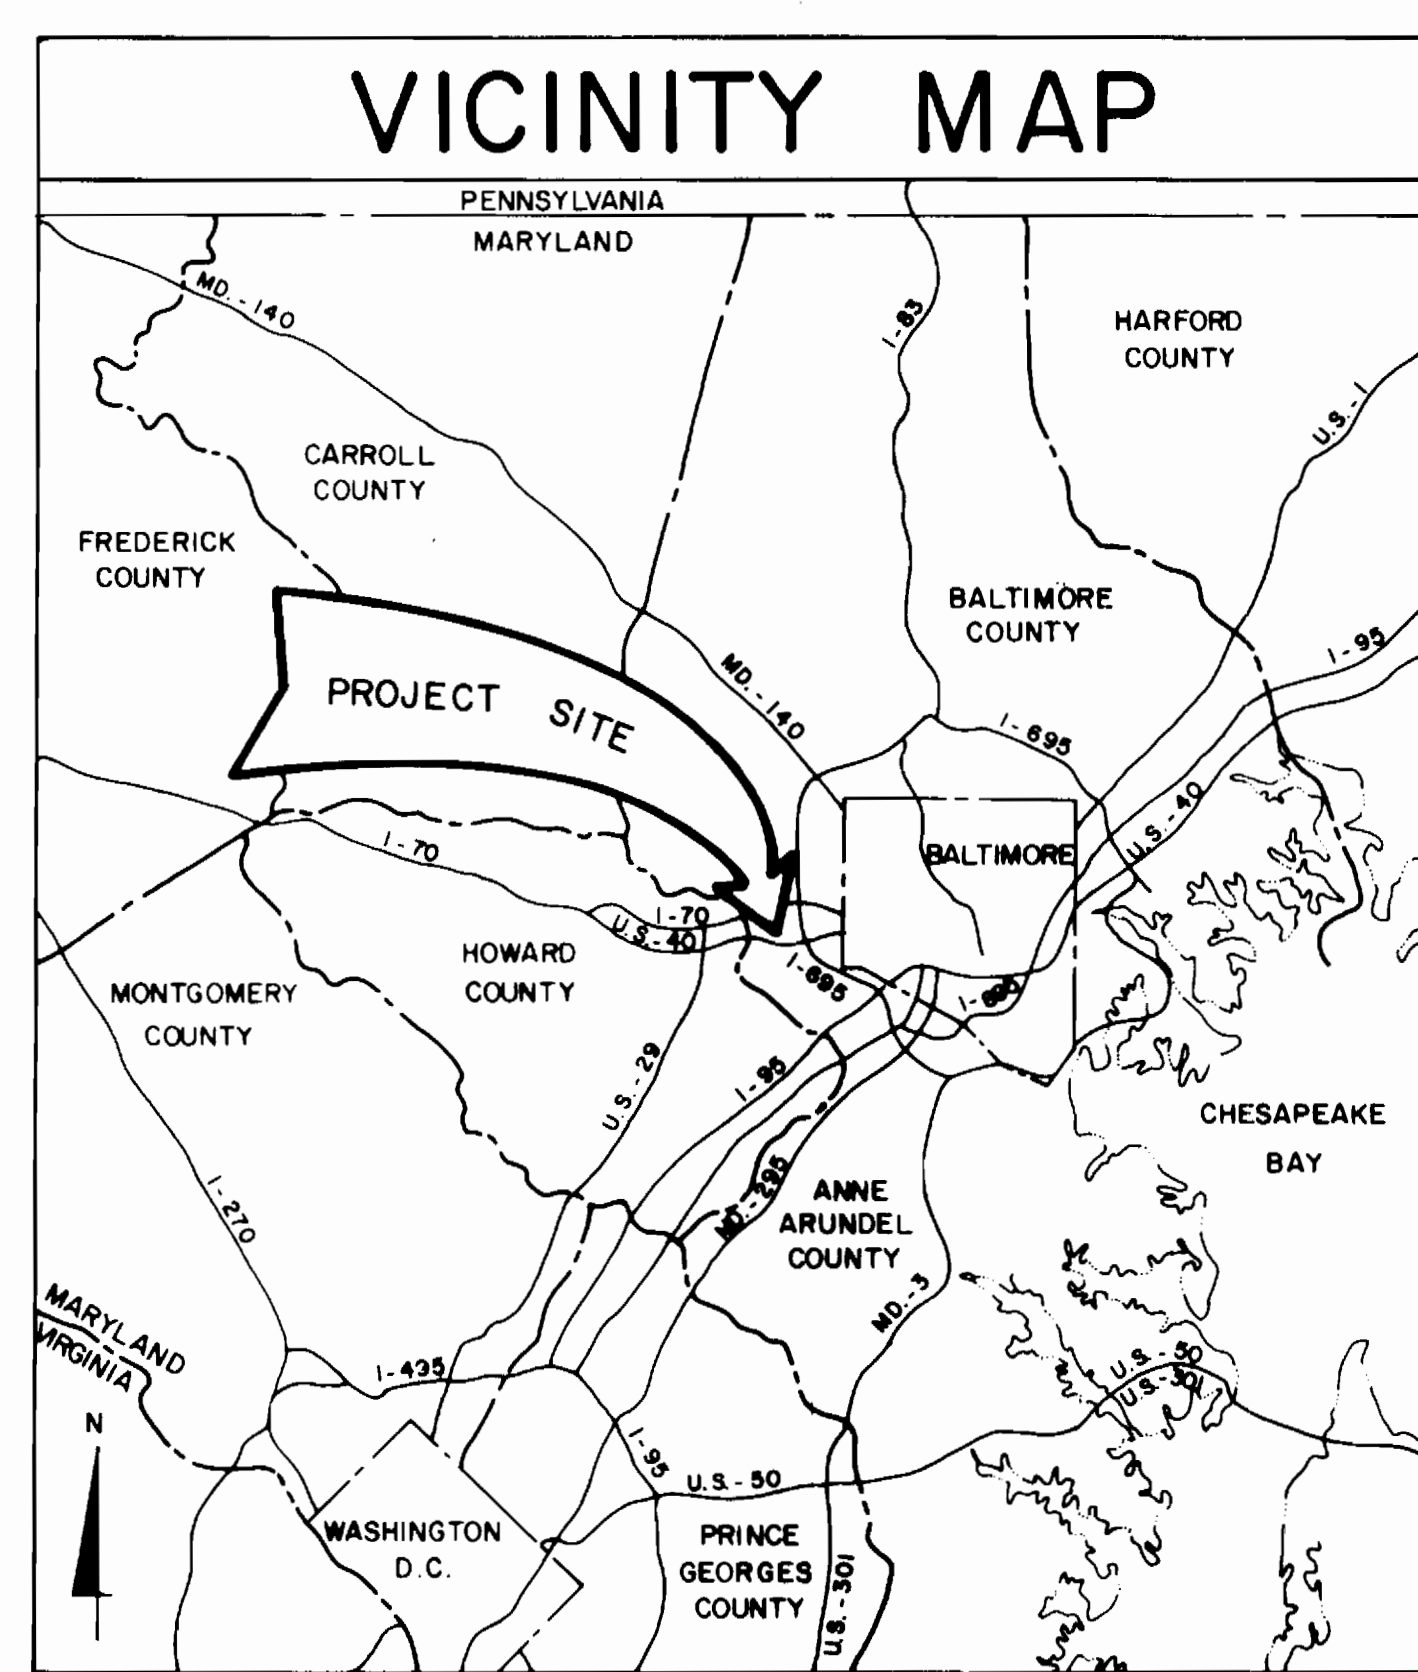 VICINITY MAP
PENNSYLVANIA
MARYLAND
MD.-140
I-83
HARFORD
COUNTY
U.S.-1
CARROLL
COUNTY
FREDERICK
COUNTY
BALTIMORE
COUNTY
I-95
PROJECT SITE
MD.-140
I-695
U.S.-40
BALTIMORE
I-70
I-70
U.S.-40
HOWARD
COUNTY
I-695
I-895
MONTGOMERY
COUNTY
U.S.-29
I-95
CHESAPEAKE
BAY
MD.-295
ANNE
ARUNDEL
COUNTY
I-270
MD.-3
MARYLAND
VIRGINIA
I-495
U.S.-50
U.S.-301
N
I-95
U.S.-50
WASHINGTON
D.C.
PRINCE
GEORGES
COUNTY
U.S.-301